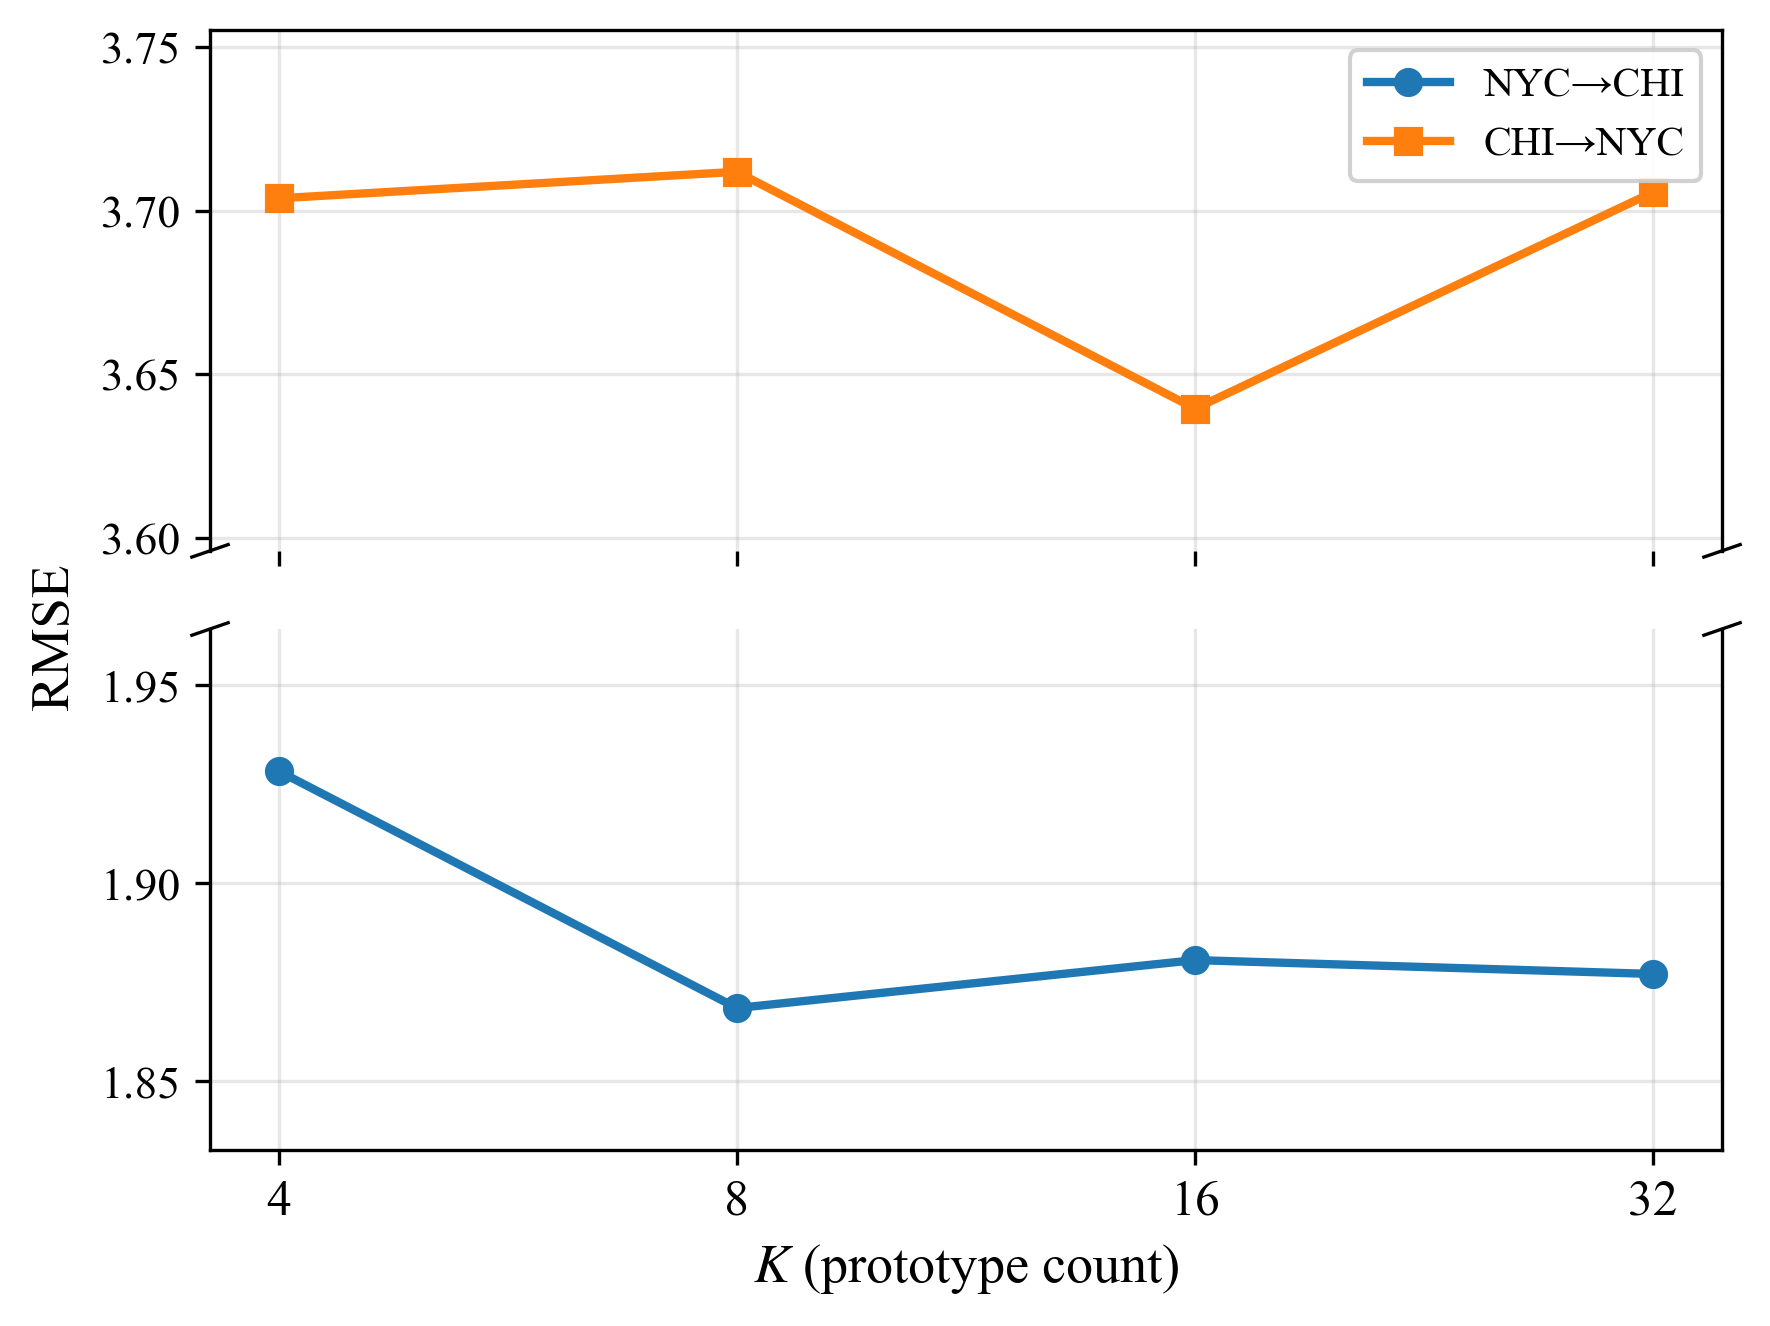 3.75
3.70
3.65
3.60
NYC→CHI
CHI→NYC
RMSE
1.95
1.90
1.85
4 8 16 32
K (prototype count)